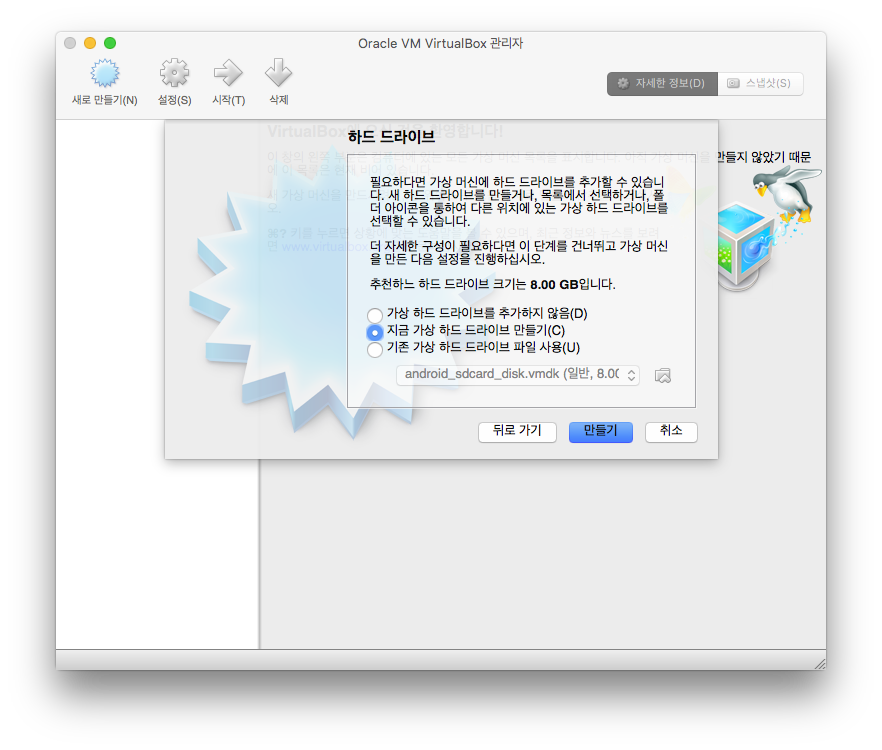 Oracle VM VirtualBox 관리자
새로 만들기(N)
설정(S)
시작(T)
삭제
자세한 정보(D)
스냅샷(S)
하드 드라이브
만들지 않았기 때문
필요하다면 가상 머신에 하드 드라이브를 추가할 수 있습니
다. 새 하드 드라이브를 만들거나, 목록에서 선택하거나, 폴
더 아이콘을 통하여 다른 위치에 있는 가상 하드 드라이브를
선택할 수 있습니다.
더 자세한 구성이 필요하다면 이 단계를 건너뛰고 가상 머신
을 만든 다음 설정을 진행하십시오.
추천하느 하드 드라이브 크기는 8.00 GB입니다.
가상 하드 드라이브를 추가하지 않음(D)
지금 가상 하드 드라이브 만들기(C)
기존 가상 하드 드라이브 파일 사용(U)
android_sdcard_disk.vmdk (일반, 8.00
뒤로 가기
만들기
취소